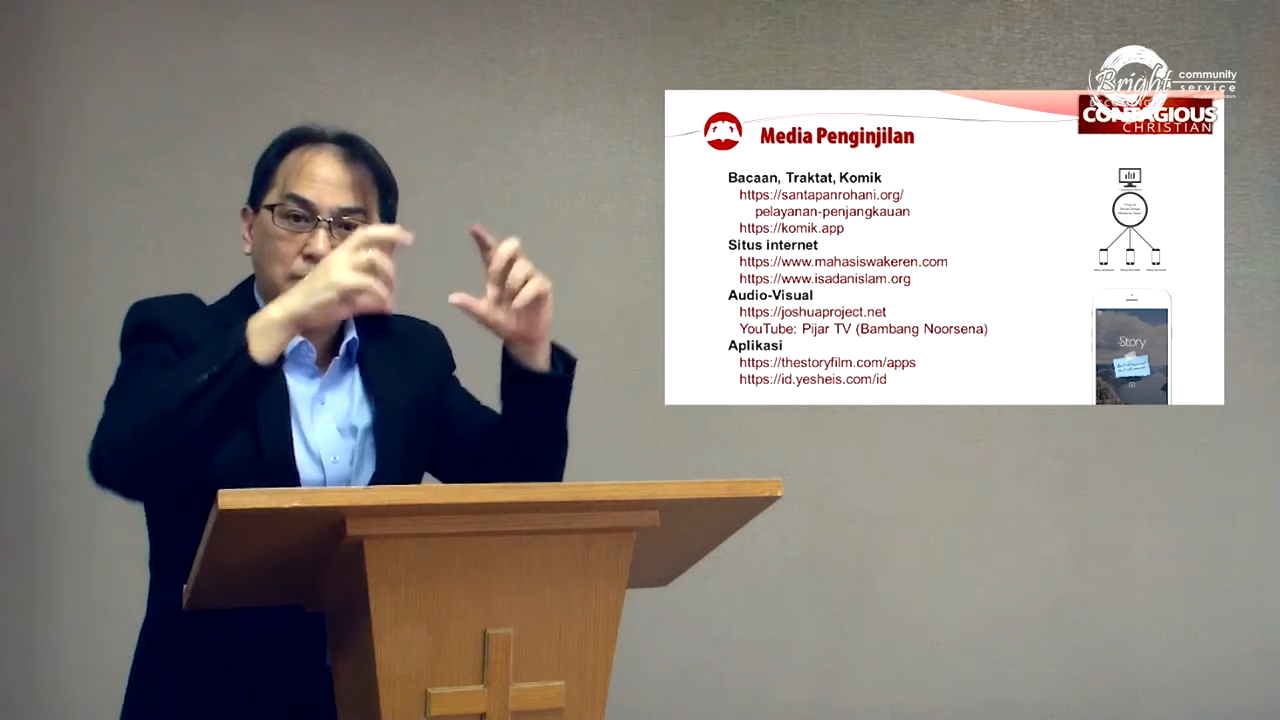 Bright
community
service
CONTAGIOUS
CHRISTIAN
Media Penginjilan
Bacaan, Traktat, Komik
https://santapanrohani.org/
pelayanan-penjangkauan
https://komik.app
Situs internet
https://www.mahasiswakeren.com
https://www.isadanislam.org
Audio-Visual
https://joshuaproject.net
YouTube: Pijar TV (Bambang Noorsena)
Aplikasi
https://thestoryfilm.com/apps
https://id.yesheis.com/id
Story